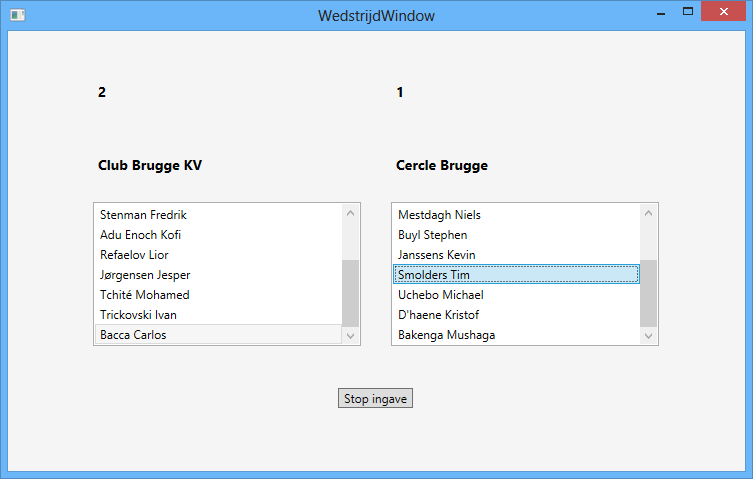 WedstrijdWindow
2
1
Club Brugge KV
Cercle Brugge
Stenman Fredrik
Adu Enoch Kofi
Refaelov Lior
Jørgensen Jesper
Tchité Mohamed
Trickovski Ivan
Bacca Carlos
Mestdagh Niels
Buyl Stephen
Janssens Kevin
Smolders Tim
Uchebo Michael
D'haene Kristof
Bakenga Mushaga
Stop ingave